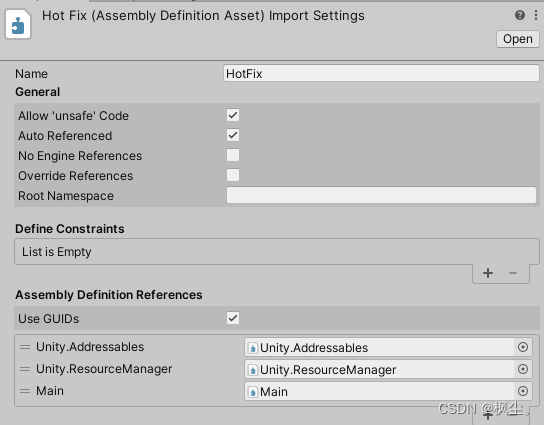 Hot Fix (Assembly Definition Asset) Import Settings
Open
Name HotFix
General
Allow 'unsafe' Code
Auto Referenced
No Engine References
Override References
Root Namespace
Define Constraints
List is Empty
Assembly Definition References
Use GUIDs
Unity.Addressables Unity.Addressables
Unity.ResourceManager Unity.ResourceManager
Main Main
CSDN @枫尘。